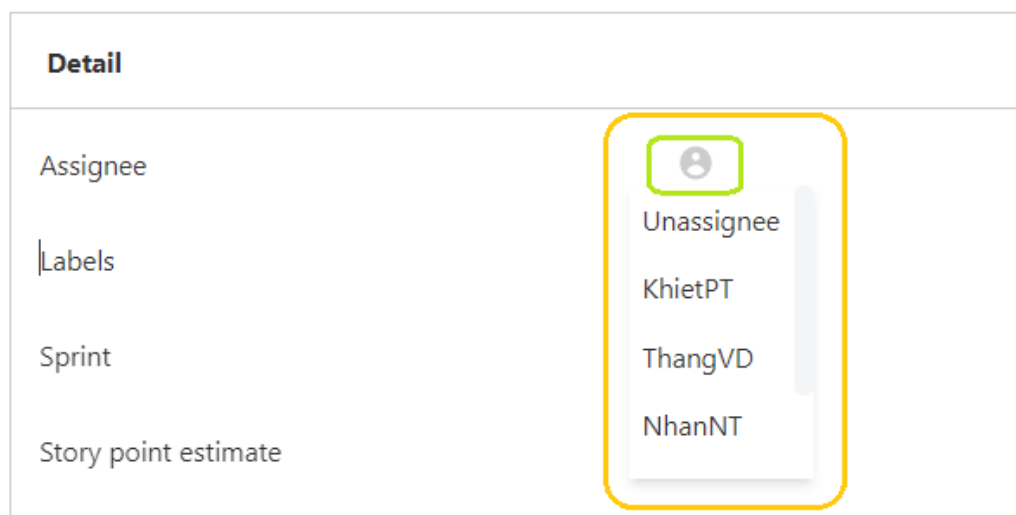 Detail
Assignee
Unassignee
Labels
KhietPT
Sprint
ThangVD
NhanNT
Story point estimate